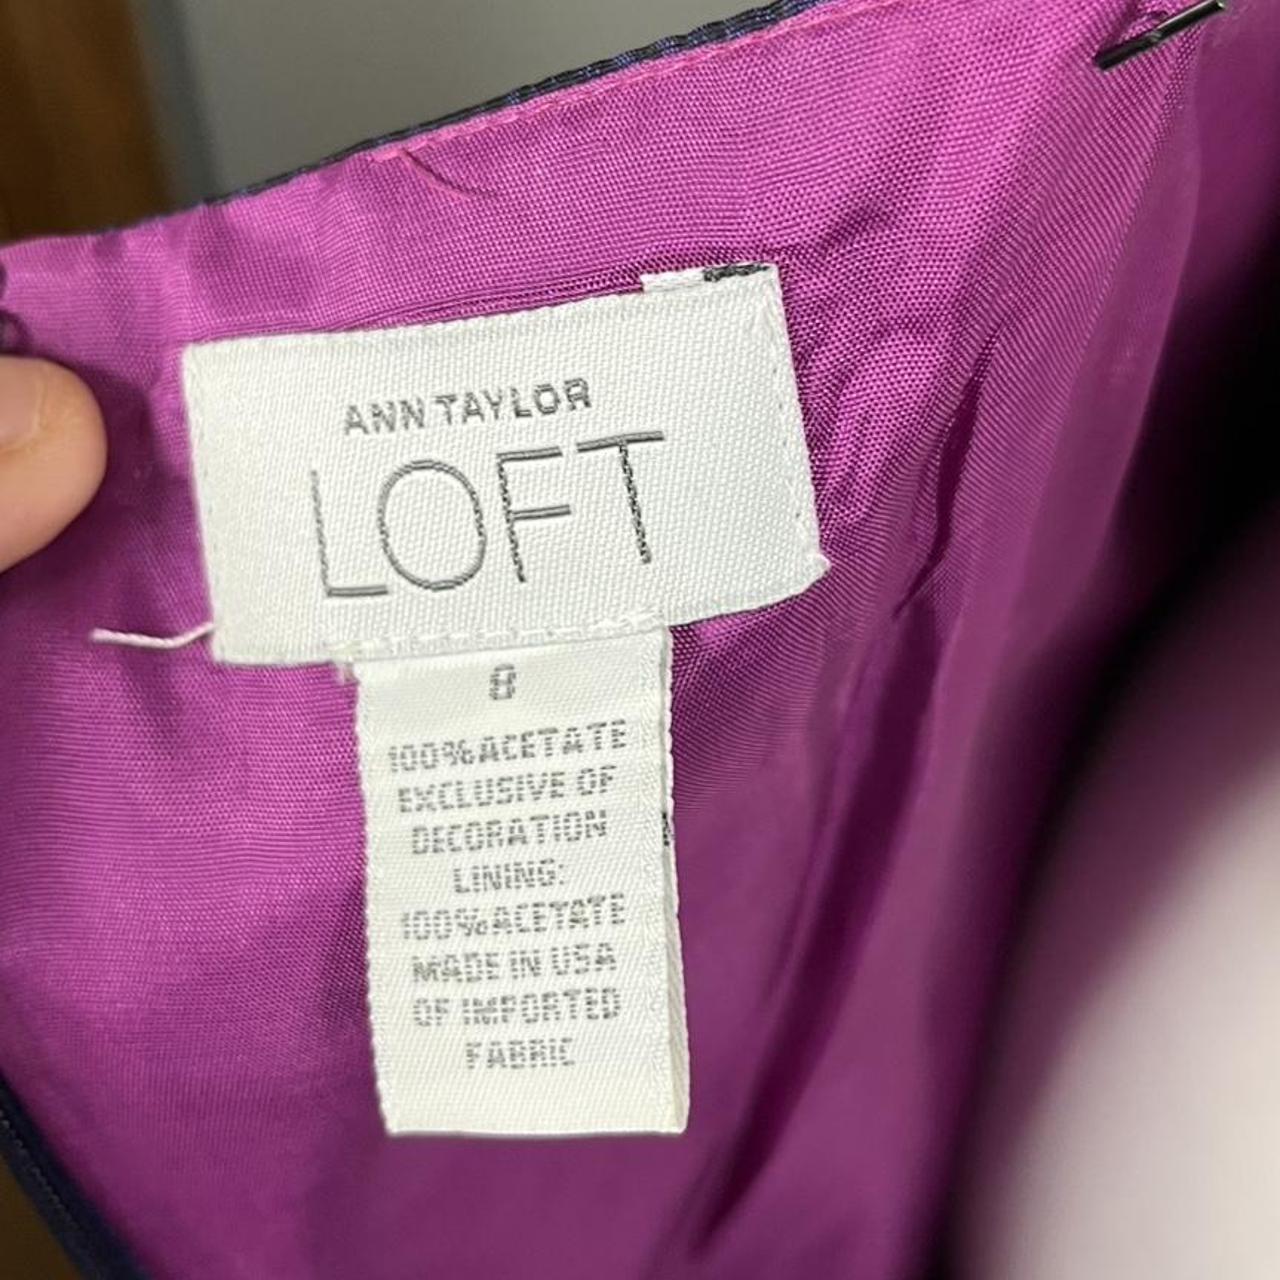 ANN TAYLOR
LOFT
8
100% ACETATE
EXCLUSIVE OF
DECORATION
LINING:
100% ACETATE
MADE IN USA
OF IMPORTED
FABRIC